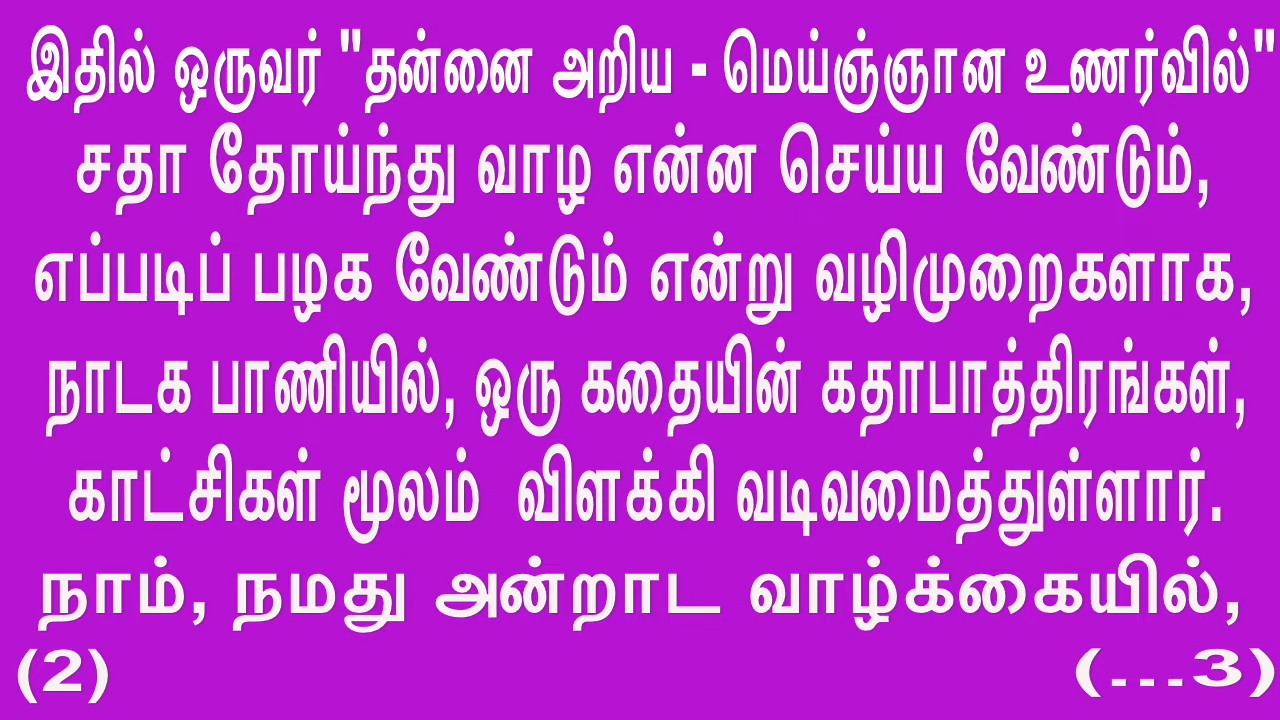 இதில் ஒருவர் "தன்னை அறிய - மெய்ஞ்ஞான உணர்வில்"
சதா தோய்ந்து வாழ என்ன செய்ய வேண்டும்,
எப்படிப் பழக வேண்டும் என்று வழிமுறைகளாக,
நாடக பாணியில், ஒரு கதையின் கதாபாத்திரங்கள்,
காட்சிகள் மூலம் விளக்கி வடிவமைத்துள்ளார்.
நாம், நமது அன்றாட வாழ்க்கையில்,
(2) (...3)